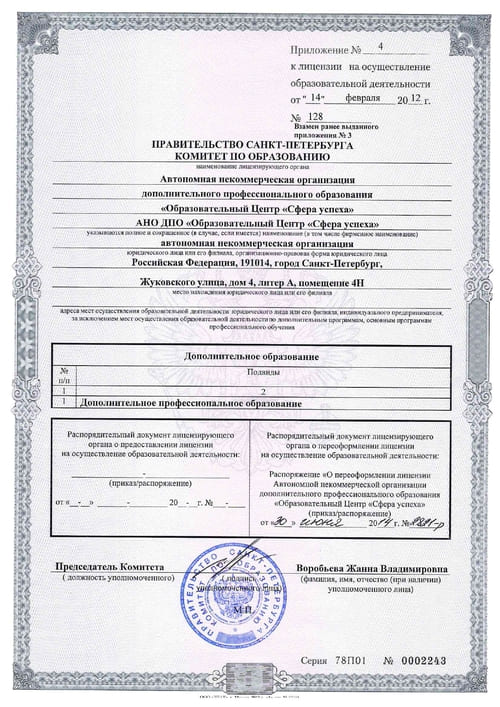 Приложение № 4
к лицензии на осуществление
образовательной деятельности
от "14" февраля 2012 г.
№ 128
Взамен ранее выданного
приложения № 3
ПРАВИТЕЛЬСТВО САНКТ-ПЕТЕРБУРГА
КОМИТЕТ ПО ОБРАЗОВАНИЮ
наименование лицензирующего органа
Автономная некоммерческая организация
дополнительного профессионального образования
«Образовательный Центр «Сфера успеха»
АНО ДПО «Образовательный Центр «Сфера успеха»
указываются полное и сокращенное (в случае, если имеется) наименования (в том числе фирменное наименование)
автономная некоммерческая организация
юридического лица или его филиала, организационно-правовая форма юридического лица
Российская Федерация, 191014, город Санкт-Петербург,
Жуковского улица, дом 4, литер А, помещение 4Н
место нахождения юридического лица или его филиала
адреса мест осуществления образовательной деятельности юридического лица или его филиала, индивидуального предпринимателя,
за исключением мест осуществления образовательной деятельности по дополнительным программам, основным программам
профессионального обучения
Дополнительное образование
№ п/п Подвиды
1 2
1 Дополнительное профессиональное образование
Распорядительный документ лицензирующего
органа о предоставлении лицензии
на осуществление образовательной деятельности:
-
(приказ/распоряжение)
от «-» - 20 -г. № -
Распорядительный документ лицензирующего
органа о переоформлении лицензии
на осуществление образовательной деятельности:
Распоряжение «О переоформлении лицензии
Автономной некоммерческой организации
дополнительного профессионального образования
«Образовательный Центр «Сфера успеха»
(приказ/распоряжение)
от «30» июня 2014 г. №
Председатель Комитета
( должность уполномоченного)
( подпись
уполномоченного лица)
М.П.
Воробьева Жанна Владимировна
(фамилия, имя, отчество (при наличии)
уполномоченного лица)
ПРАВИТЕЛЬСТВО САНКТ-ПЕТЕРБУРГА
КОМИТЕТ ПО ОБРАЗОВАНИЮ
Серия 78П01 № 0002243